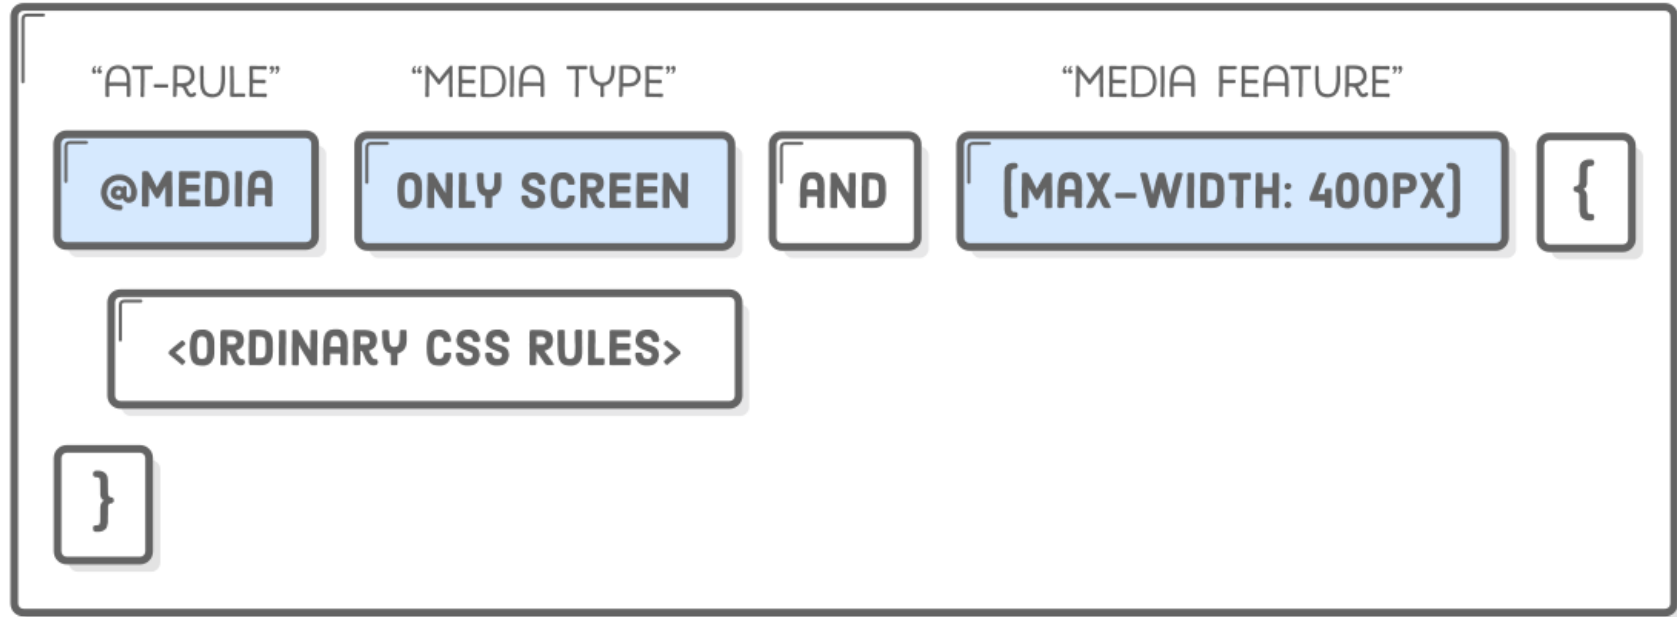 “AT-RULE” “MEDIA TYPE” “MEDIA FEATURE”
@MEDIA ONLY SCREEN AND (MAX-WIDTH: 400PX) {
<ORDINARY CSS RULES>
}